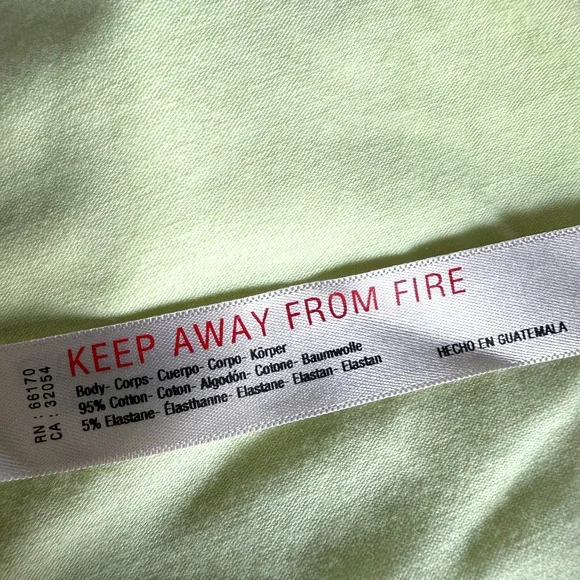 RN : 66170
CA : 32054
KEEP AWAY FROM FIRE
Body- Corps- Cuerpo- Corpo- Körper
95% Cotton- Coton- Algodón- Cotone- Baumwolle
5% Elastane- Élasthanne- Elastane- Elastan- Elastan
HECHO EN GUATEMALA